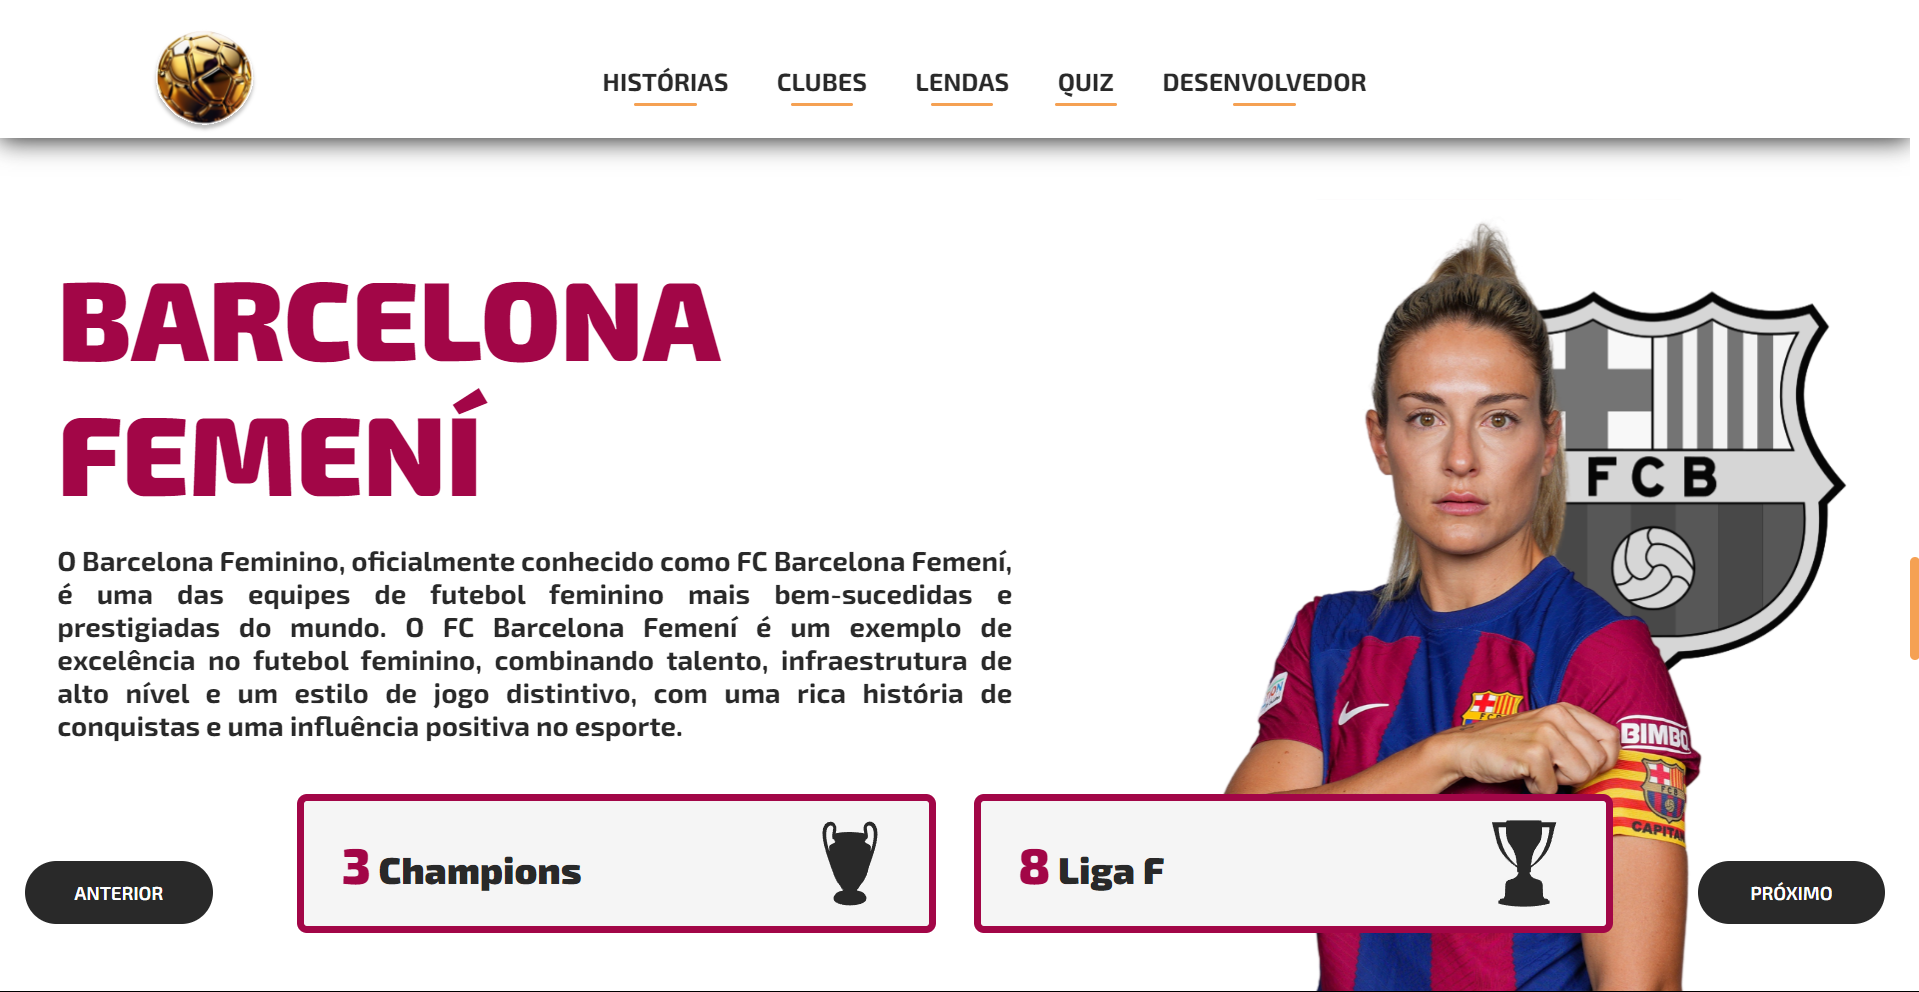 HISTÓRIAS CLUBES LENDAS QUIZ DESENVOLVEDOR
BARCELONA
FEMENÍ
FCB
O Barcelona Feminino, oficialmente conhecido como FC Barcelona Femení,
é uma das equipes de futebol feminino mais bem-sucedidas e
prestigiadas do mundo. O FC Barcelona Femení é um exemplo de
excelência no futebol feminino, combinando talento, infraestrutura de
alto nível e um estilo de jogo distintivo, com uma rica história de
conquistas e uma influência positiva no esporte.
BIMBO
FCB
3 Champions
8 Liga F
ANTERIOR
PRÓXIMO